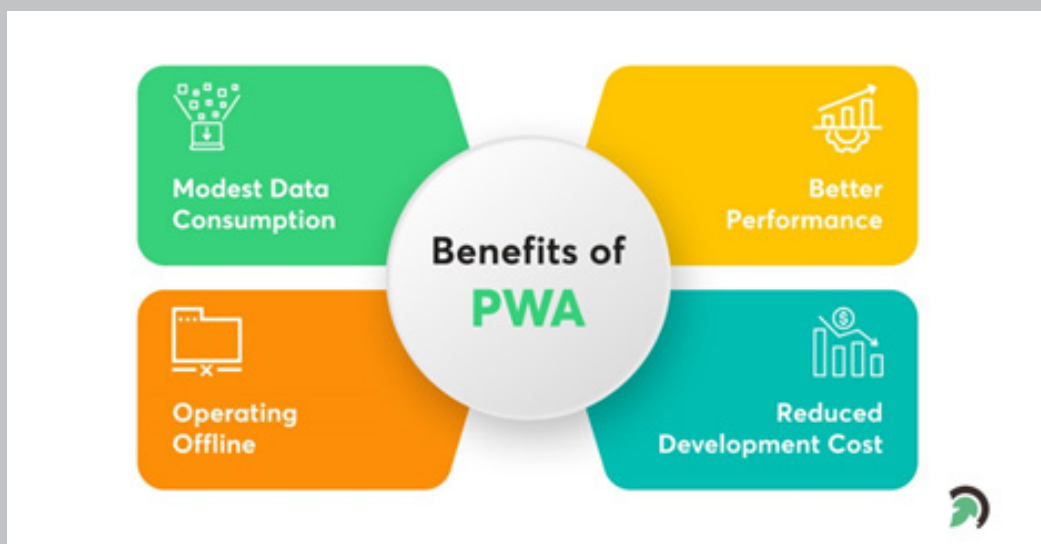 Modest Data
Consumption
Better
Performance
Benefits of
PWA
Operating
Offline
$
Reduced
Development Cost